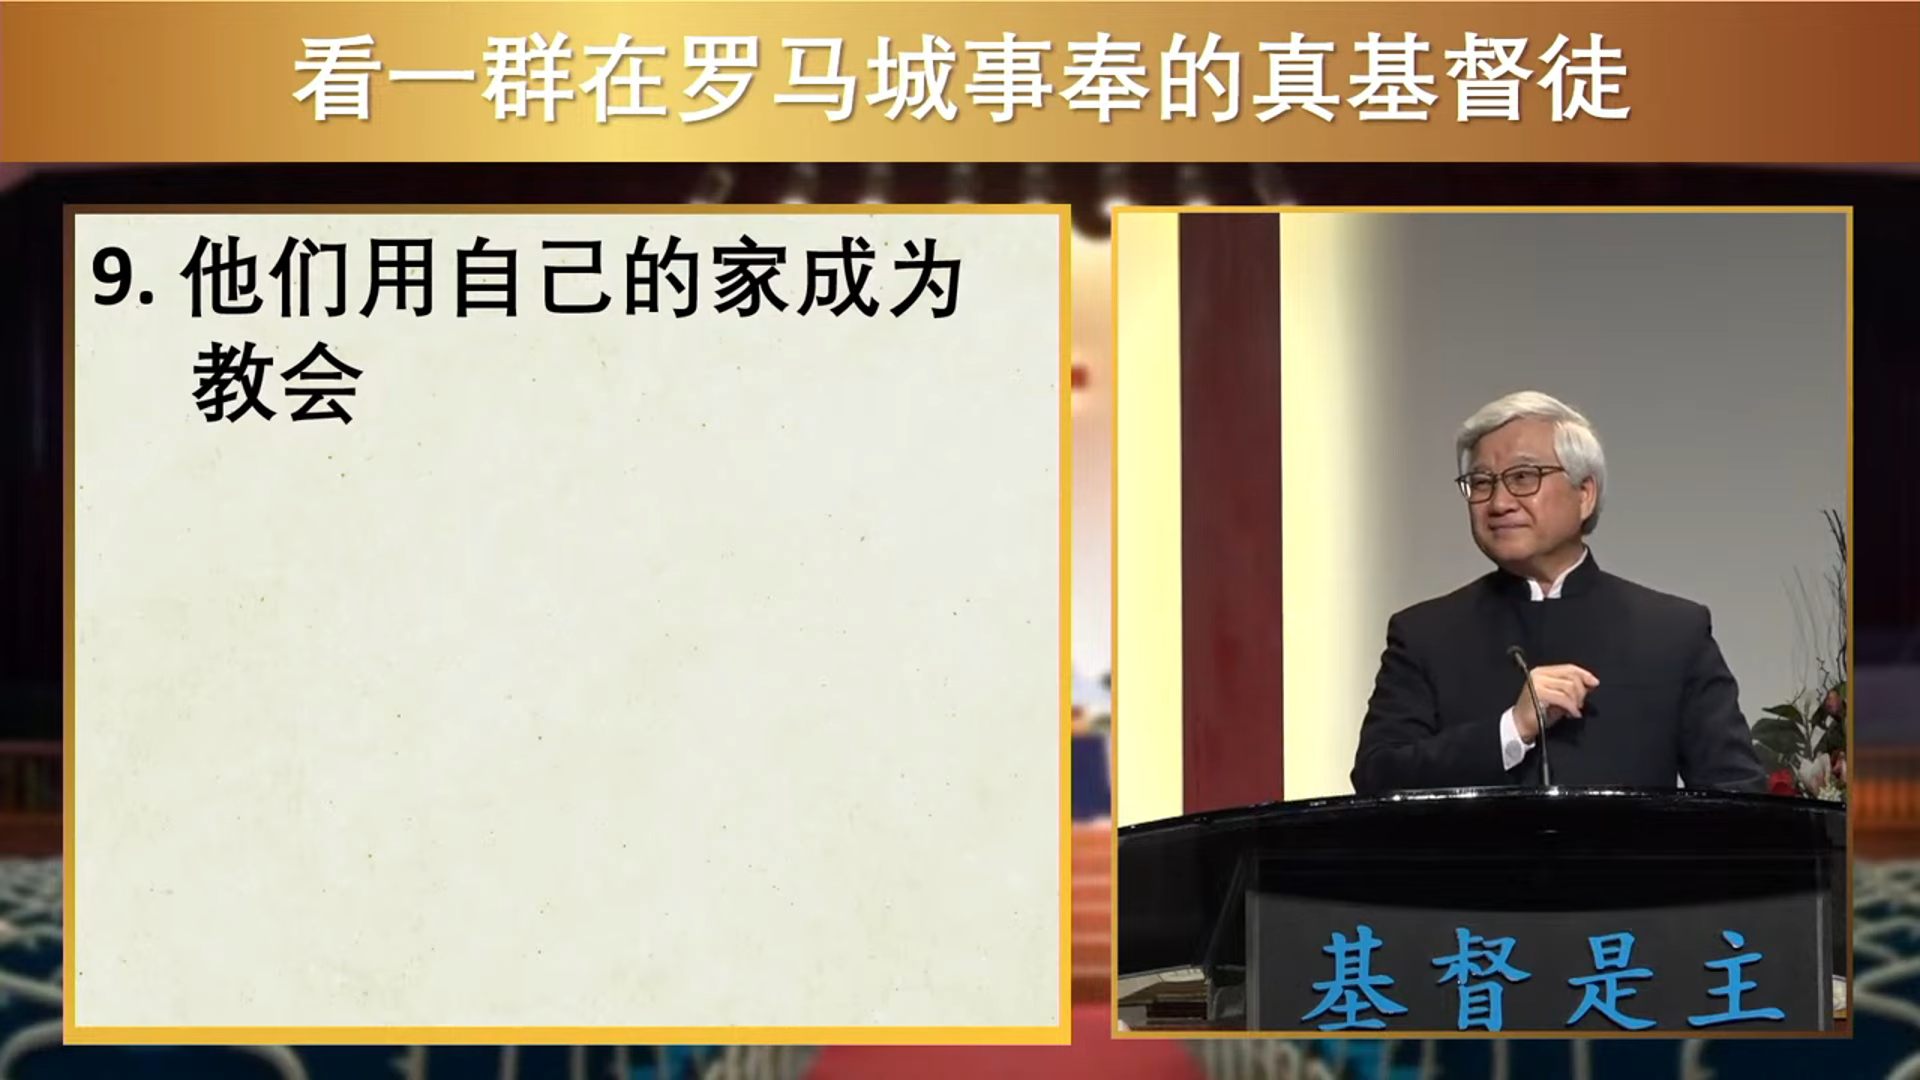 看一群在罗马城事奉的真基督徒
9. 他们用自己的家成为
教会
基督是主